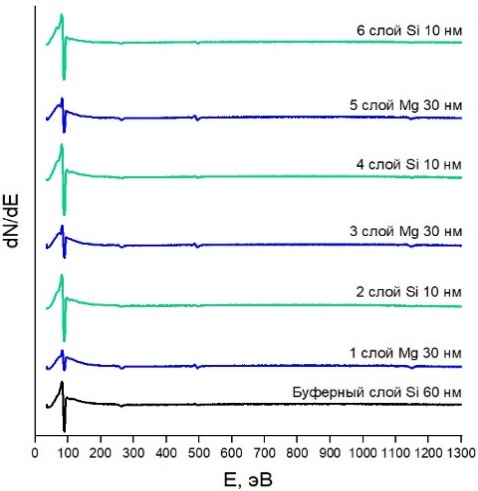 6 слой Si 10 нм
5 слой Mg 30 нм
4 слой Si 10 нм
3 слой Mg 30 нм
2 слой Si 10 нм
1 слой Mg 30 нм
Буферный слой Si 60 нм
dN/dE
0 100 200 300 400 500 600 700 800 900 1000 1100 1200 1300
E, эВ